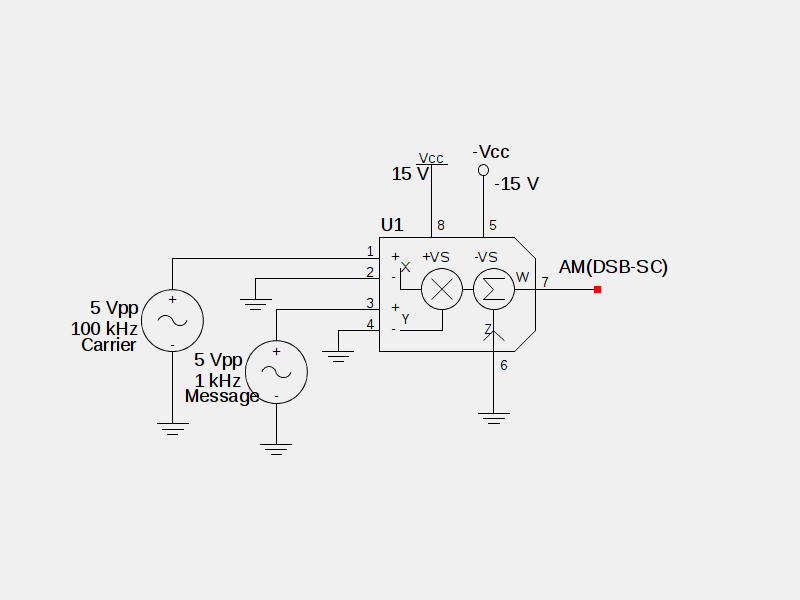 Vcc
15 V
-Vcc
-15 V
U1
8
5
1
2
3
4
+
X
-
+
Y
-
+VS
-VS
W
7
AM(DSB-SC)
Z
6
5 Vpp
100 kHz
Carrier
+
-
5 Vpp
1 kHz
Message
+
-